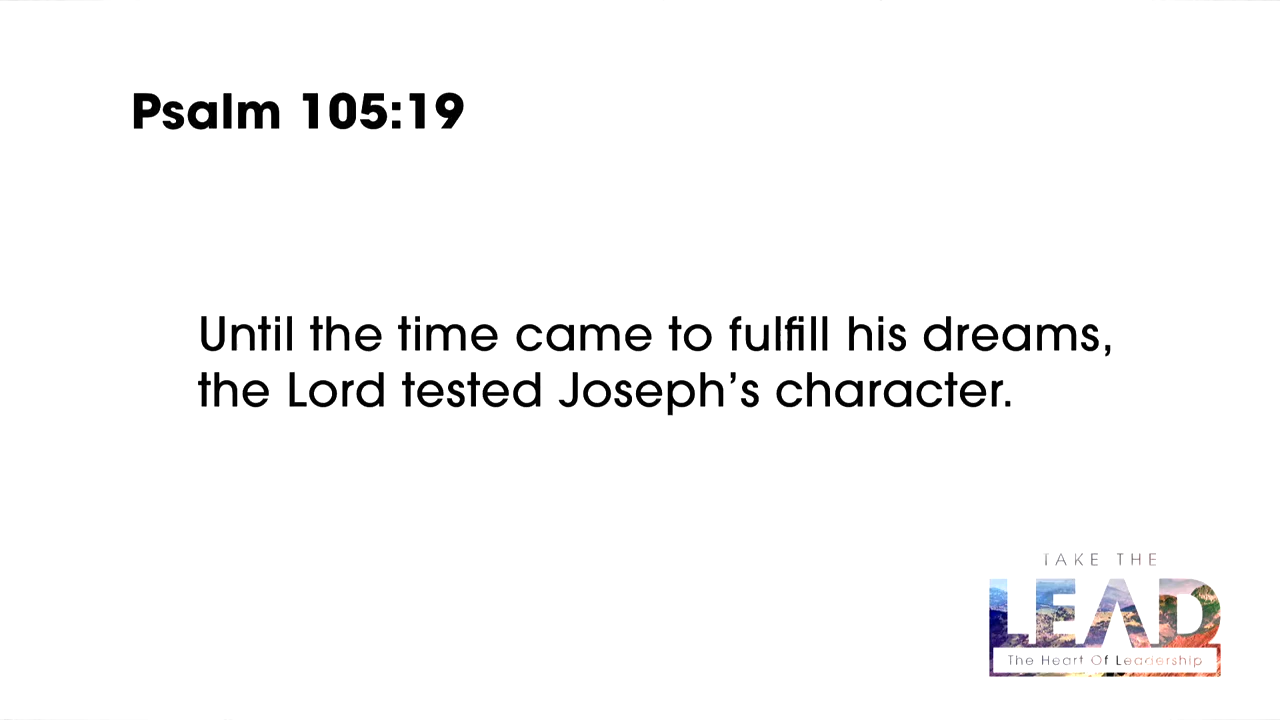 Psalm 105:19
Until the time came to fulfill his dreams,
the Lord tested Joseph’s character.
TAKE THE
LEAD
The Heart Of Leadership